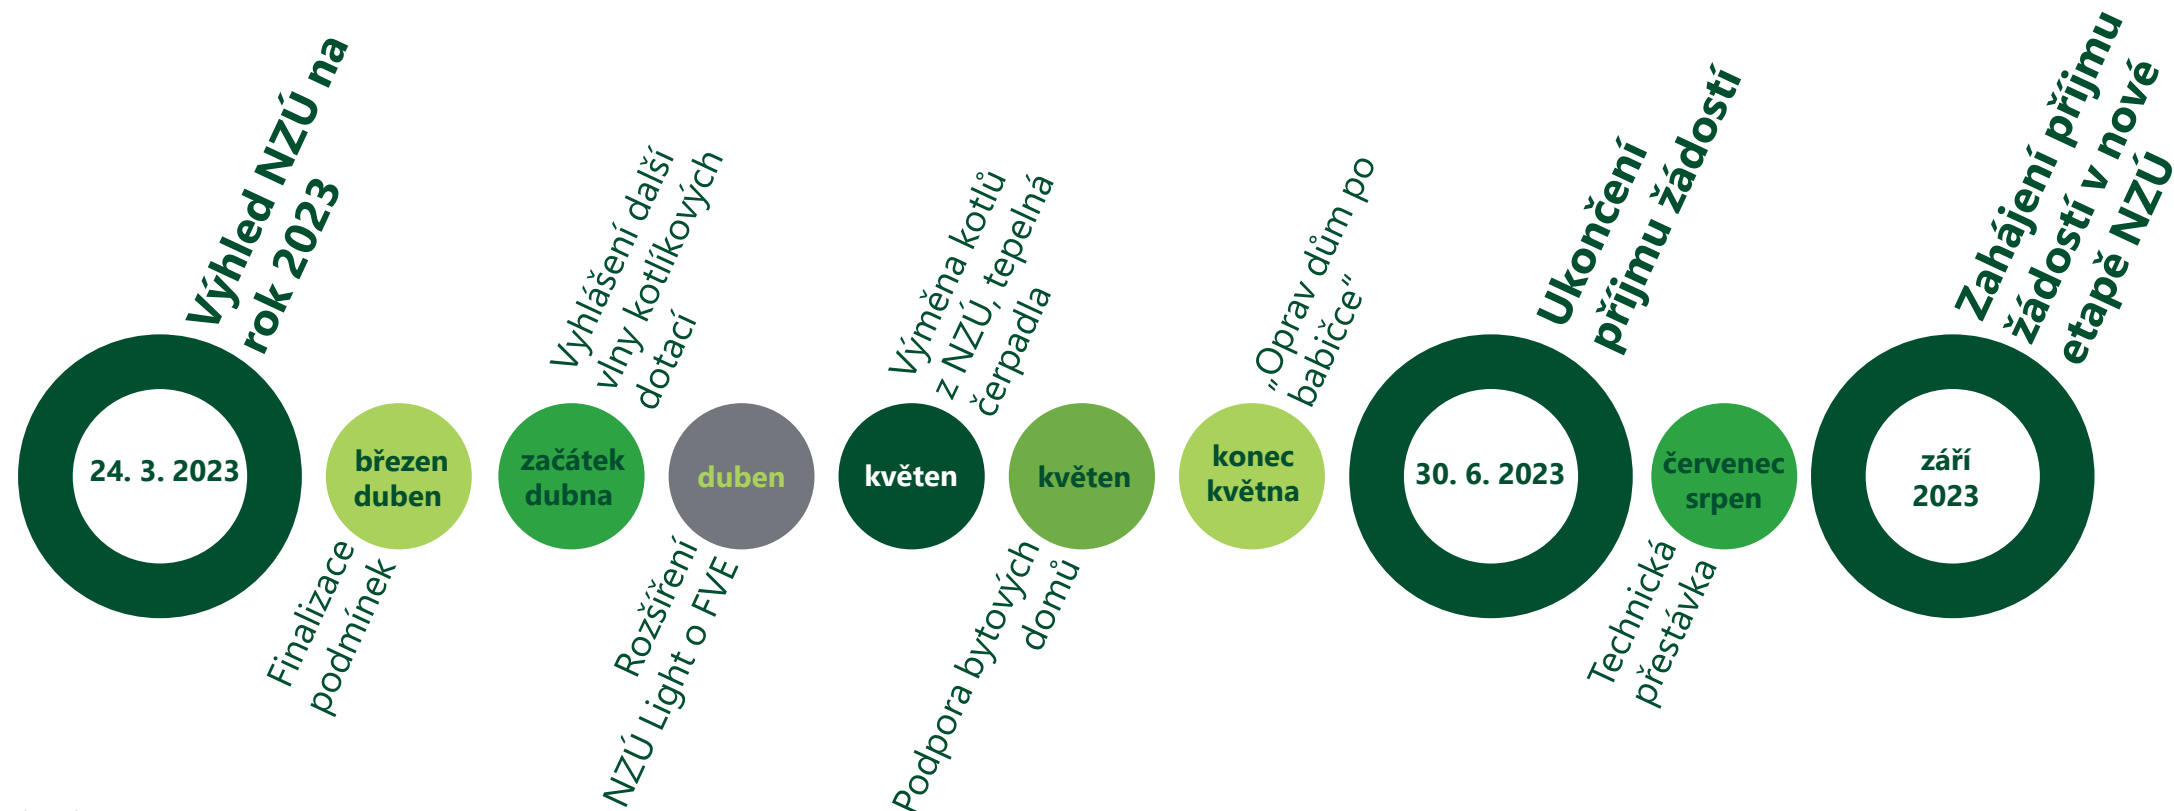 Výhled NZÚ na
rok 2023
24. 3. 2023
březen
duben
Finalizace
podmínek
Vyhlášení další
vlny kotlíkových
dotací
začátek
dubna
duben
Rozšíření
NZÚ Light o FVE
Výměna kotlů
z NZÚ, tepelná
čerpadla
květen
květen
Podpora bytových
domů
„Oprav dům po
babičce“
konec
května
Ukončení
příjmu žádostí
30. 6. 2023
červenec
srpen
Technická
přestávka
Zahájení příjmu
žádostí v nové
etapě NZÚ
září
2023